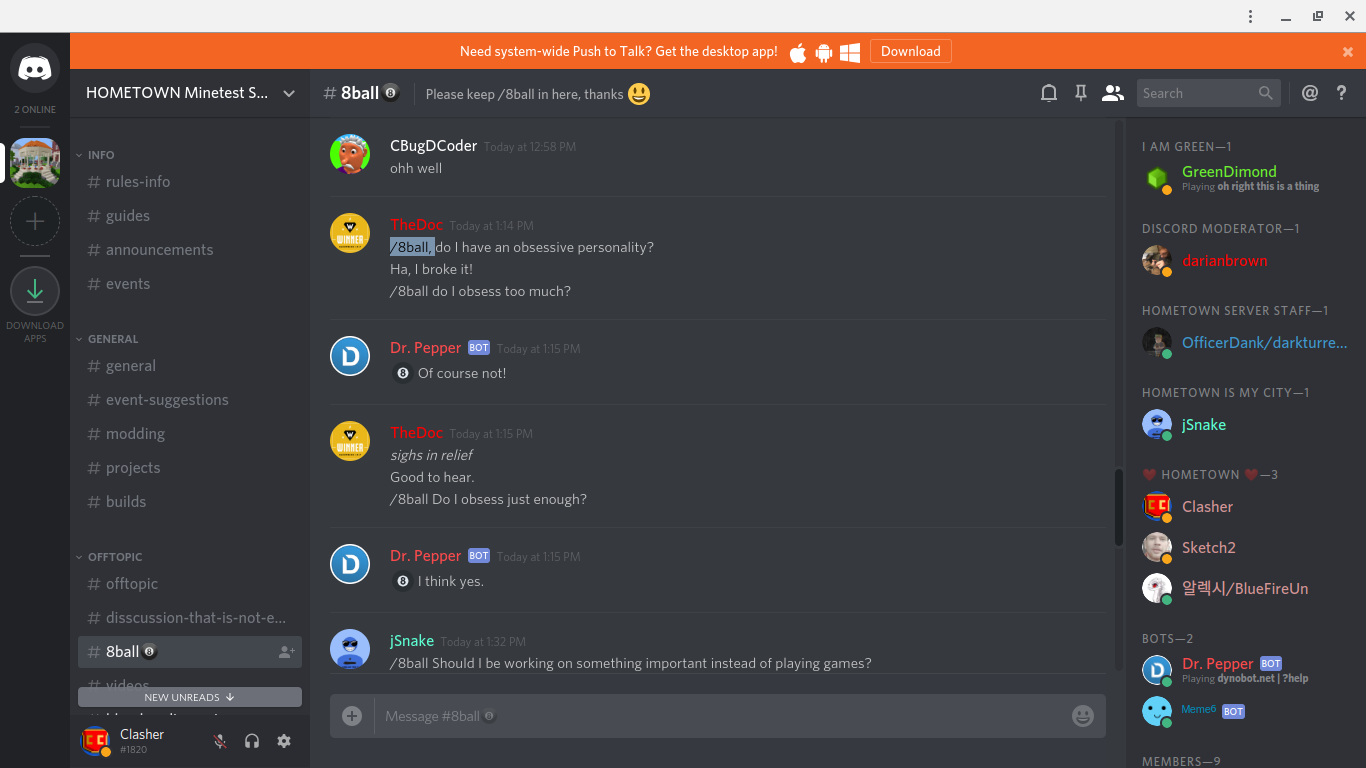 Need system-wide Push to Talk? Get the desktop app! Download
2 ONLINE
DOWNLOAD
APPS
HOMETOWN Minetest S...
INFO
# rules-info
# guides
# announcements
# events
GENERAL
# general
# event-suggestions
# modding
# projects
# builds
OFFTOPIC
# offtopic
# disscussion-that-is-not-e...
# 8ball
# videos
NEW UNREADS
Clasher
#1820
# 8ball Please keep /8ball in here, thanks
Search
CBugDCoder Today at 12:58 PM
ohh well
WINNER
TheDoc Today at 1:14 PM
/8ball, do I have an obsessive personality?
Ha, I broke it!
/8ball do I obsess too much?
Dr. Pepper BOT Today at 1:15 PM
8 Of course not!
WINNER
TheDoc Today at 1:15 PM
sighs in relief
Good to hear.
/8ball Do I obsess just enough?
Dr. Pepper BOT Today at 1:15 PM
8 I think yes.
jSnake Today at 1:32 PM
/8ball Should I be working on something important instead of playing games?
Message #8ball
I AM GREEN—1
GreenDimond
Playing oh right this is a thing
DISCORD MODERATOR—1
darianbrown
HOMETOWN SERVER STAFF—1
OfficerDank/darkturre...
HOMETOWN IS MY CITY—1
jSnake
HOMETOWN —3
Clasher
Sketch2
알렉시/BlueFireUn
BOTS—2
Dr. Pepper BOT
Playing dynobot.net | ?help
Meme6 BOT
MEMBERS—9